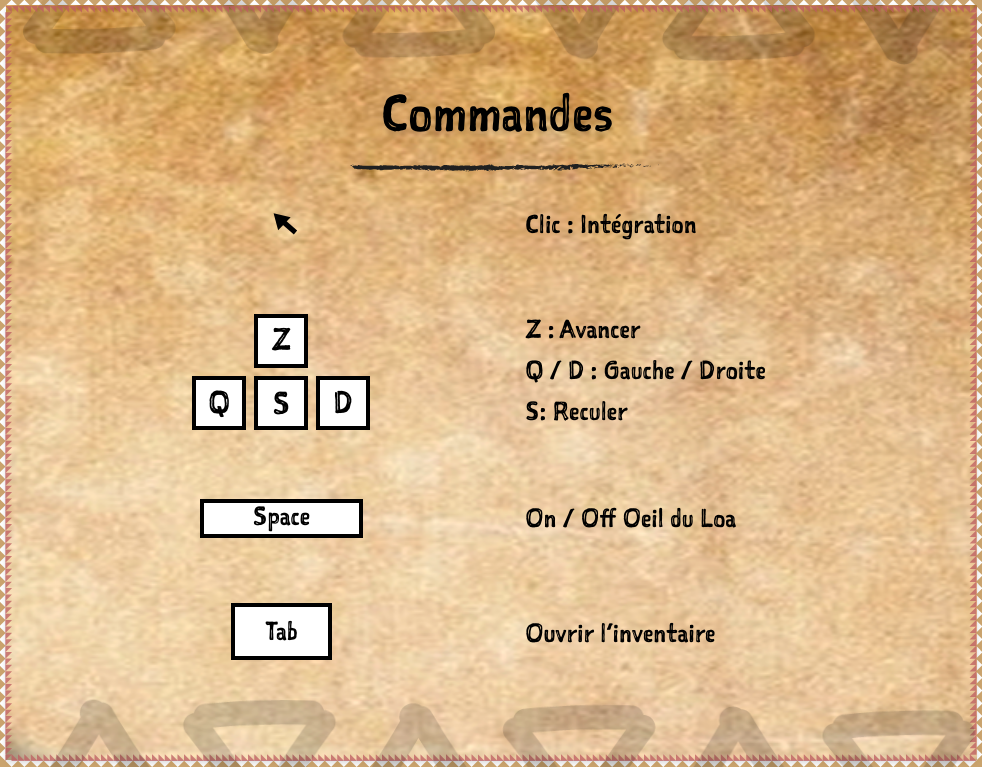 Commandes
Clic : Intégration
Z
Z : Avancer
Q / D : Gauche / Droite
Q S D
S: Reculer
Space
On / Off Oeil du Loa
Tab
Ouvrir l'inventaire